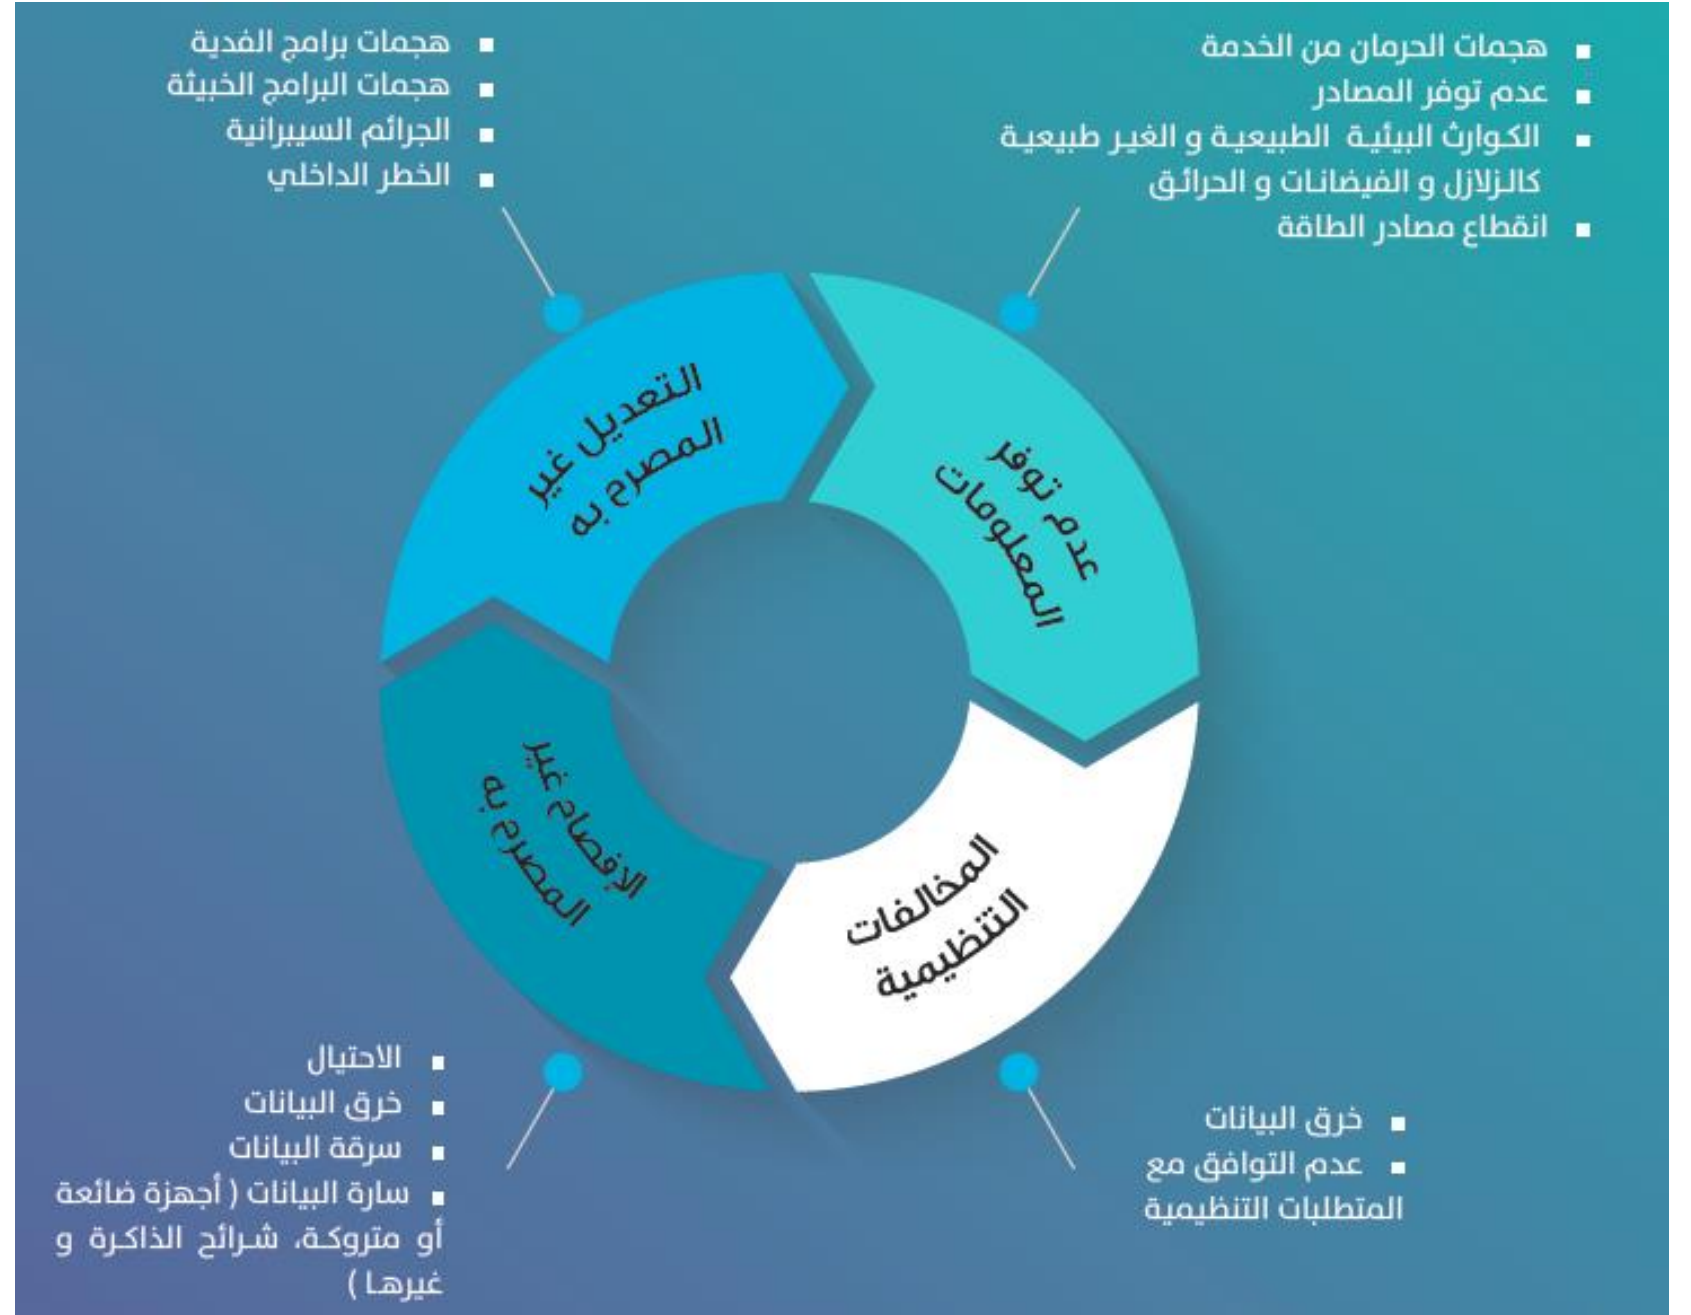 هجمات الحرمان من الخدمة
عدم توفر المصادر
الكوارث البيئية الطبيعية و الغير طبيعية
كالزلازل و الفيضانات و الحرائق
انقطاع مصادر الطاقة
هجمات برامج الفدية
هجمات البرامج الخبيثة
الجرائم السيبرانية
الخطر الداخلي
عدم توفر
المعلومات
التعديل غير
المصرح به
المخالفات
التنظيمية
الإفصاح غير
المصرح به
خرق البيانات
عدم التوافق مع
المتطلبات التنظيمية
الاحتيال
خرق البيانات
سرقة البيانات
سارة البيانات ( أجهزة ضائعة
أو متروكة، شرائح الذاكرة و
غيرها )